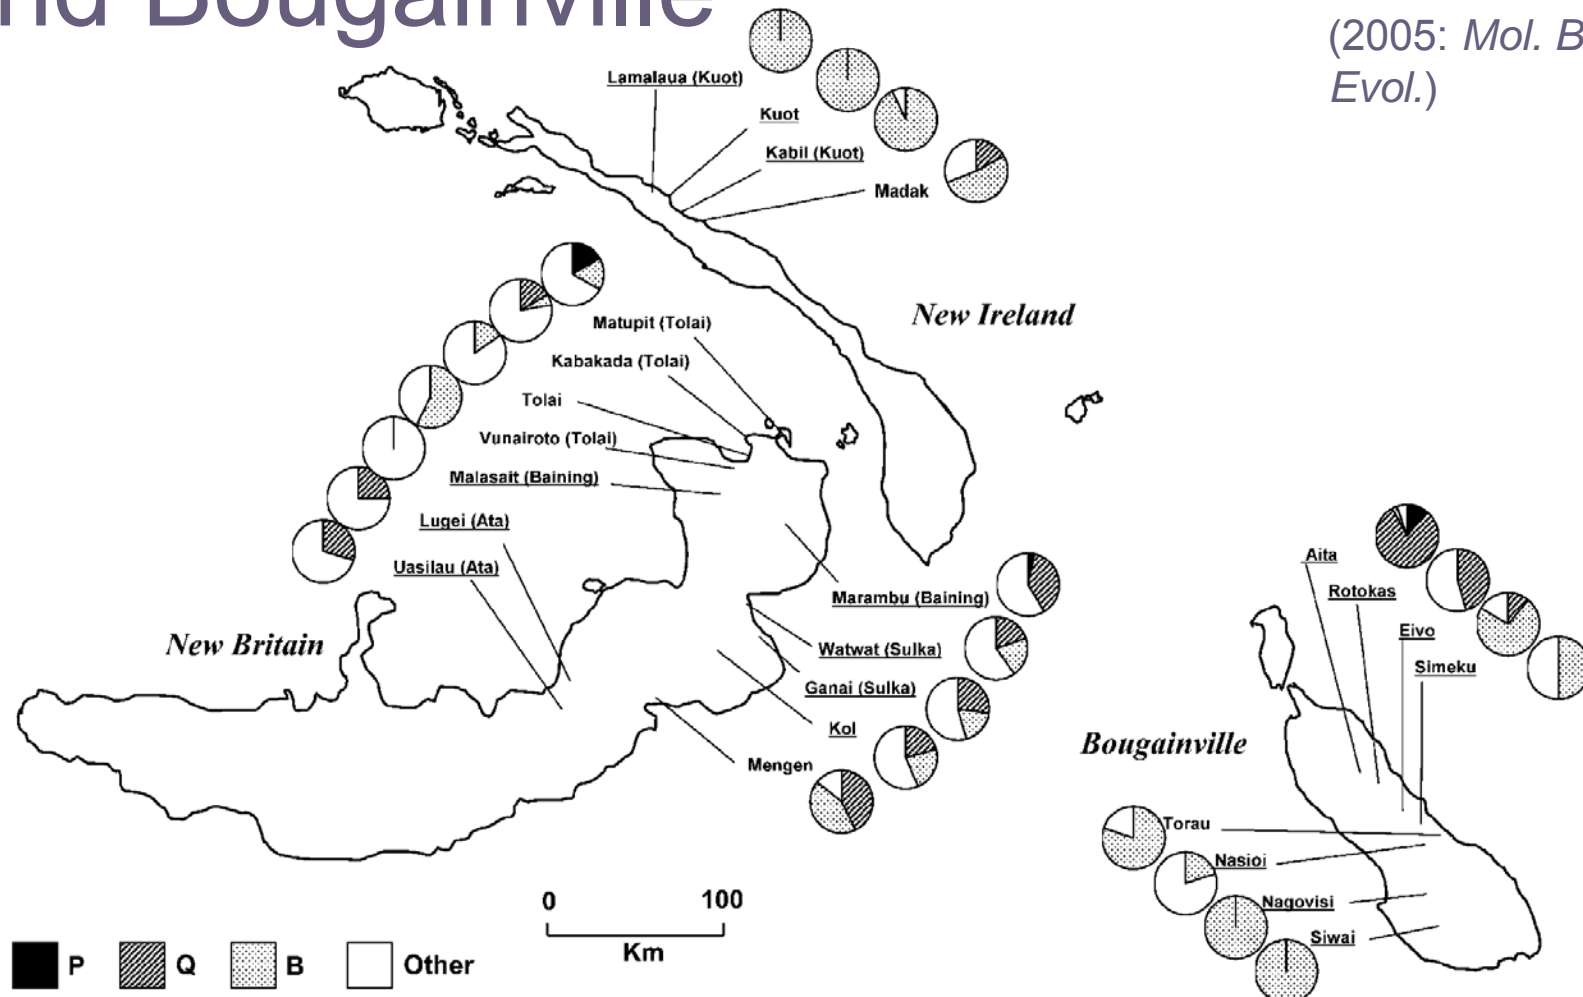 nd Bougainville
(2005: Mol. B
Evol.)
Lamalaua (Kuot)
Kuot
Kabil (Kuot)
Madak
New Ireland
Matupit (Tolai)
Kabakada (Tolai)
Tolai
Vunairoto (Tolai)
Malasait (Baining)
Lugei (Ata)
Uasilau (Ata)
New Britain
Marambu (Baining)
Watwat (Sulka)
Ganai (Sulka)
Kol
Mengen
Aita
Rotokas
Eivo
Simeku
Bougainville
Torau
Nasioi
Nagovisi
Siwai
0 100
Km
P Q B Other